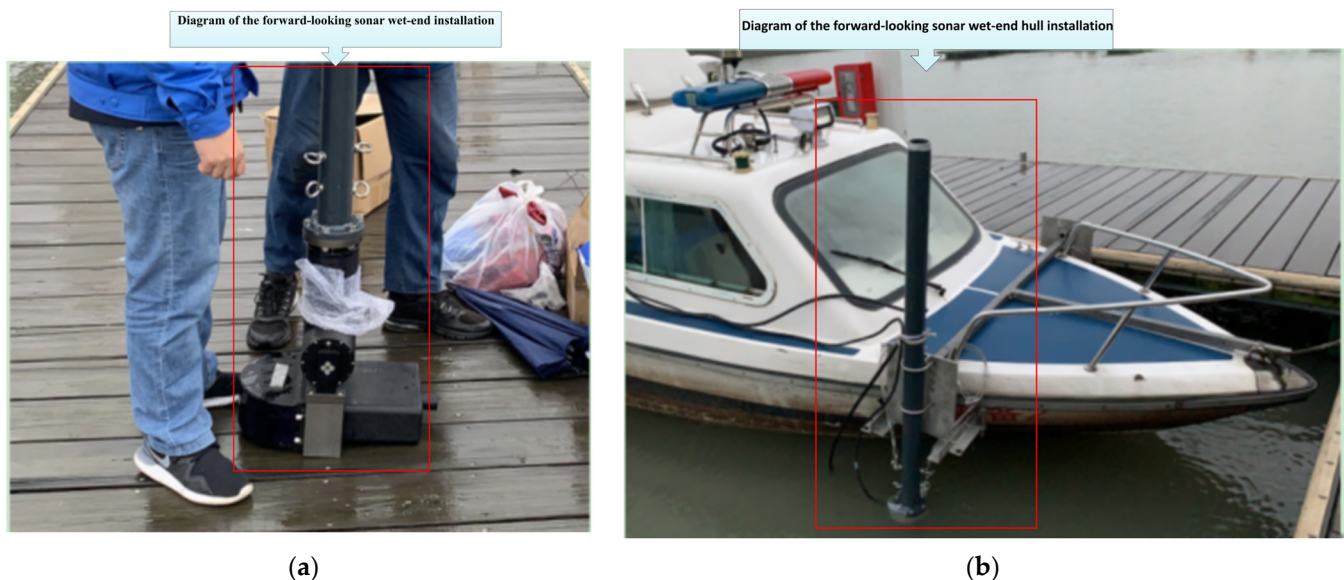 Diagram of the forward-looking sonar wet-end installation
Diagram of the forward-looking sonar wet-end hull installation
(a)
(b)